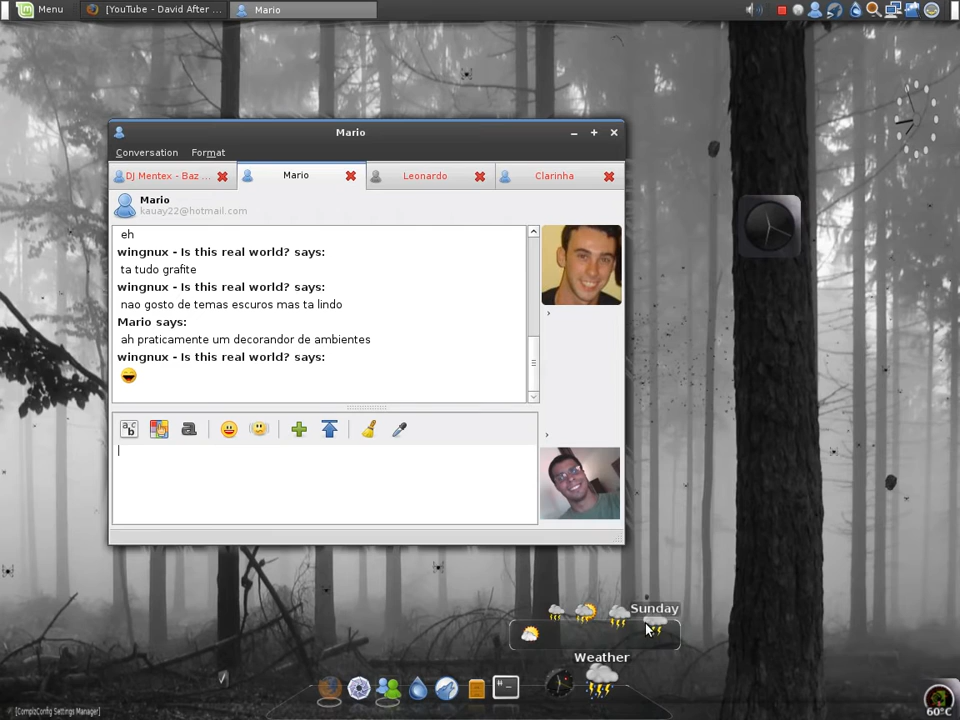 Menu
[YouTube - David After ...
Mario
Mario
Conversation Format
DJ Mentex - Baz ...
Mario
Leonardo
Clarinha
Mario
kauay22@hotmail.com
eh
wingnux - Is this real world? says:
ta tudo grafite
wingnux - Is this real world? says:
nao gosto de temas escuros mas ta lindo
Mario says:
ah praticamente um decorandor de ambientes
wingnux - Is this real world? says:
Sunday
Weather
[CompizConfig Settings Manager]
60°C